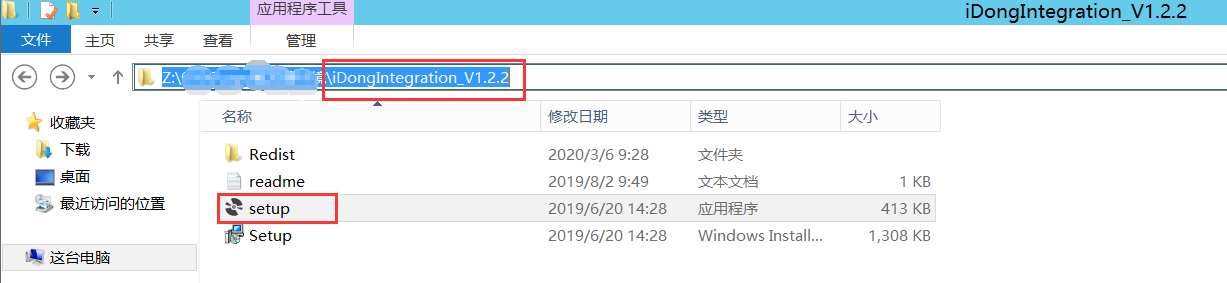 应用程序工具
iDongIntegration_V1.2.2
文件 主页 共享 查看 管理
Z:\ \iDongIntegration_V1.2.2
收藏夹
下载
桌面
最近访问的位置
这台电脑
名称 修改日期 类型 大小
Redist 2020/3/6 9:28 文件夹
readme 2019/8/2 9:49 文本文档 1 KB
setup 2019/6/20 14:28 应用程序 413 KB
Setup 2019/6/20 14:28 Windows Install... 1,308 KB